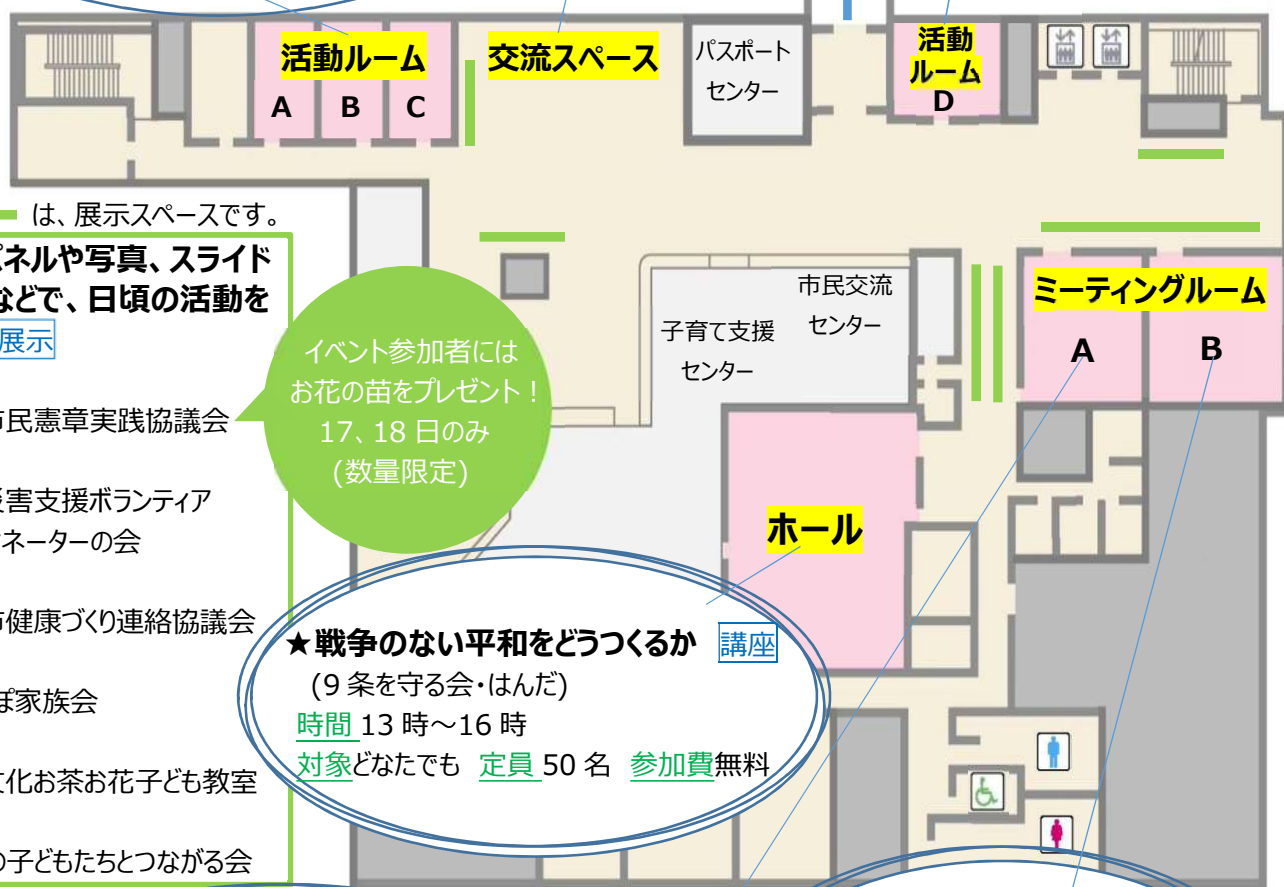 活動ルーム
A B C
交流スペース
パスポート
センター
活動
ルーム
D
は、展示スペースです。
パネルや写真、スライド
などで、日頃の活動を
展示
市民憲章実践協議会
災害支援ボランティア
ネーターの会
市健康づくり連絡協議会
ぽ家族会
文化お茶お花子ども教室
の子どもたちとつながる会
イベント参加者には
お花の苗をプレゼント!
17、18 日のみ
(数量限定)
市民交流
センター
子育て支援
センター
ミーティングルーム
A B
ホール
★戦争のない平和をどうつくるか 講座
(9 条を守る会・はんだ)
時間 13 時~16 時
対象どなたでも 定員 50 名 参加費無料